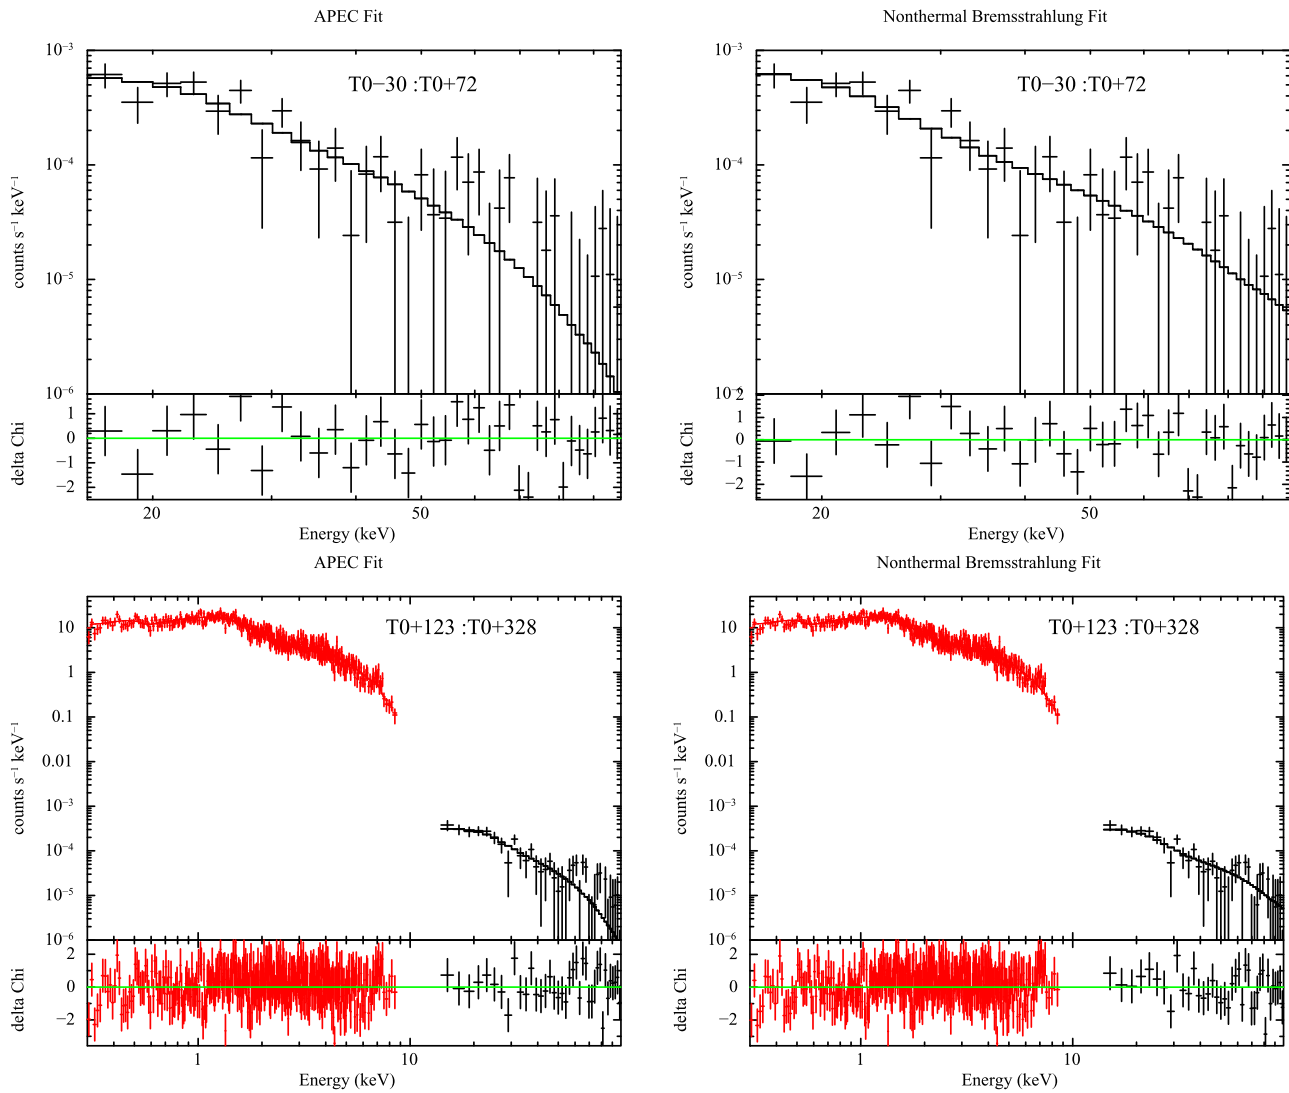 APEC Fit
T0−30 :T0+72
counts s⁻¹ keV⁻¹
10⁻³
10⁻⁴
10⁻⁵
10⁻⁶
delta Chi
1
0
−1
−2
20 50
Energy (keV)
Nonthermal Bremsstrahlung Fit
T0−30 :T0+72
counts s⁻¹ keV⁻¹
10⁻³
10⁻⁴
10⁻⁵
10⁻⁶
delta Chi
2
1
0
−1
−2
20 50
Energy (keV)
APEC Fit
T0+123 :T0+328
counts s⁻¹ keV⁻¹
10
1
0.1
0.01
10⁻³
10⁻⁴
10⁻⁵
10⁻⁶
delta Chi
2
0
−2
1 10
Energy (keV)
Nonthermal Bremsstrahlung Fit
T0+123 :T0+328
counts s⁻¹ keV⁻¹
10
1
0.1
0.01
10⁻³
10⁻⁴
10⁻⁵
10⁻⁶
delta Chi
2
0
−2
1 10
Energy (keV)